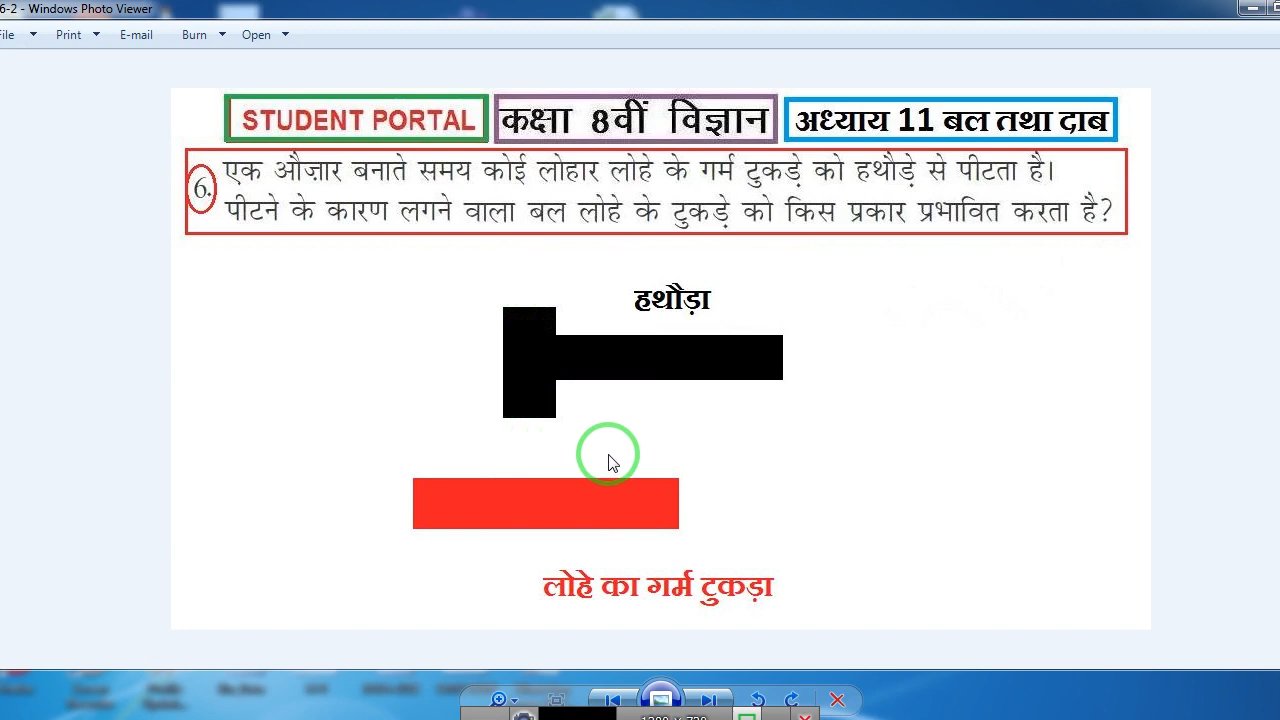 6-2 - Windows Photo Viewer
File Print E-mail Burn Open
STUDENT PORTAL कक्षा 8वीं विज्ञान अध्याय 11 बल तथा दाब
6. एक औज़ार बनाते समय कोई लोहार लोहे के गर्म टुकड़े को हथौड़े से पीटता है।
पीटने के कारण लगने वाला बल लोहे के टुकड़े को किस प्रकार प्रभावित करता है?
हथौड़ा
लोहे का गर्म टुकड़ा